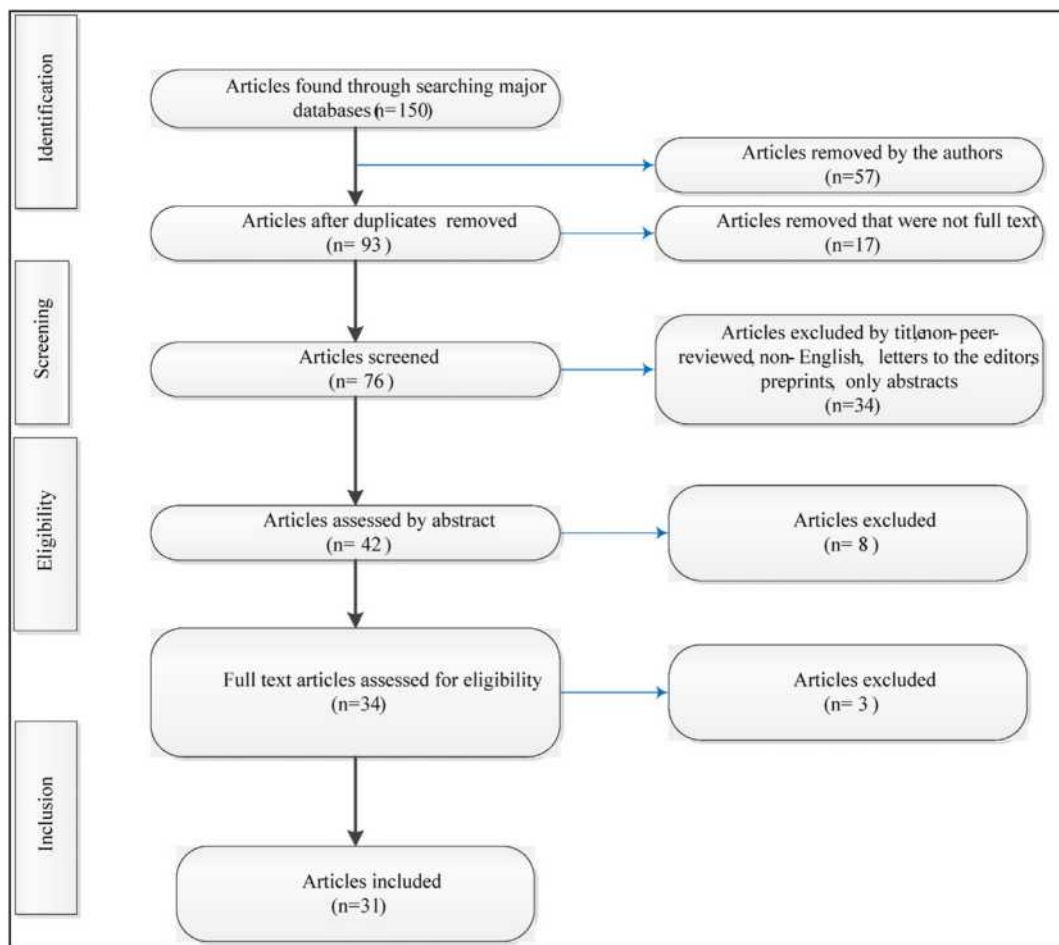 Identification
Articles found through searching major
databases(n=150)
Articles removed by the authors
(n=57)
Articles after duplicates removed
(n= 93 )
Articles removed that were not full text
(n=17)
Screening
Articles screened
(n= 76 )
Articles excluded by title,non-peer-
reviewed, non- English, letters to the editors,
preprints, only abstracts
(n=34)
Eligibility
Articles assessed by abstract
(n= 42 )
Articles excluded
(n= 8 )
Full text articles assessed for eligibility
(n=34)
Articles excluded
(n= 3 )
Inclusion
Articles included
(n=31)